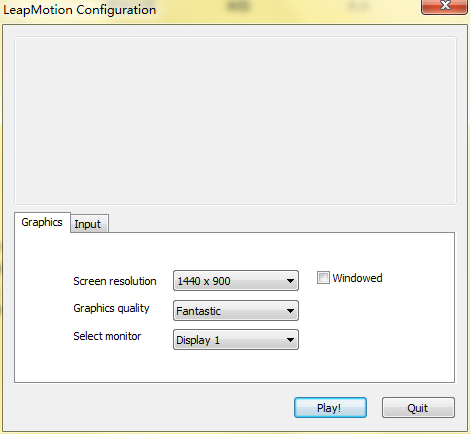 LeapMotion Configuration
Graphics
Input
Screen resolution
1440 x 900
Windowed
Graphics quality
Fantastic
Select monitor
Display 1
Play!
Quit